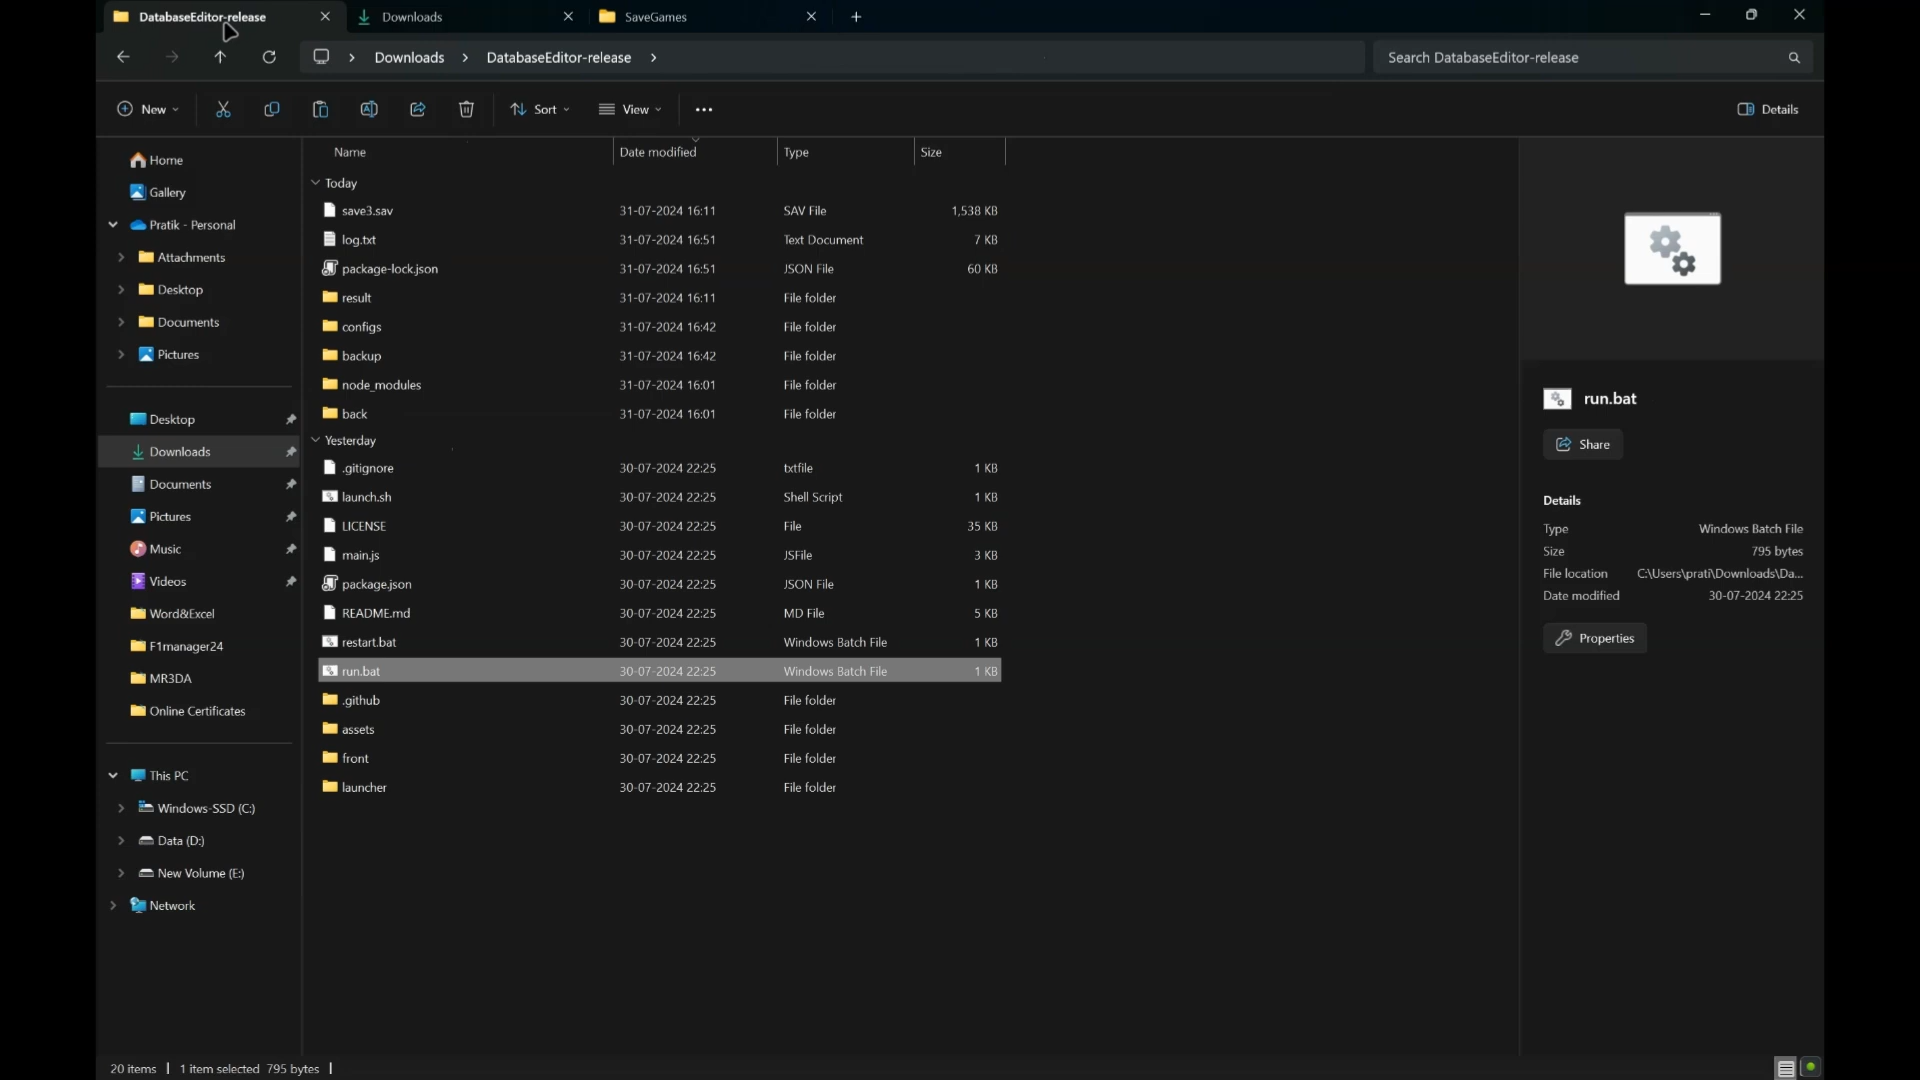 DatabaseEditor-release
Downloads
SaveGames
Downloads
DatabaseEditor-release
Search DatabaseEditor-release
New
Sort
View
Details
Home
Gallery
Pratik - Personal
Attachments
Desktop
Documents
Pictures
Desktop
Downloads
Documents
Pictures
Music
Videos
Word&Excel
F1manager24
MR3DA
Online Certificates
This PC
Windows-SSD (C:)
Data (D:)
New Volume (E:)
Network
Name Date modified Type Size
Today
save3.sav 31-07-2024 16:11 SAV File 1,538 KB
log.txt 31-07-2024 16:51 Text Document 7 KB
package-lock.json 31-07-2024 16:51 JSON File 60 KB
result 31-07-2024 16:11 File folder
configs 31-07-2024 16:42 File folder
backup 31-07-2024 16:42 File folder
node_modules 31-07-2024 16:01 File folder
back 31-07-2024 16:01 File folder
Yesterday
.gitignore 30-07-2024 22:25 txtfile 1 KB
launch.sh 30-07-2024 22:25 Shell Script 1 KB
LICENSE 30-07-2024 22:25 File 35 KB
main.js 30-07-2024 22:25 JSFile 3 KB
package.json 30-07-2024 22:25 JSON File 1 KB
README.md 30-07-2024 22:25 MD File 5 KB
restart.bat 30-07-2024 22:25 Windows Batch File 1 KB
run.bat 30-07-2024 22:25 Windows Batch File 1 KB
.github 30-07-2024 22:25 File folder
assets 30-07-2024 22:25 File folder
front 30-07-2024 22:25 File folder
launcher 30-07-2024 22:25 File folder
run.bat
Share
Details
Type Windows Batch File
Size 795 bytes
File location C:\Users\prati\Downloads\Da...
Date modified 30-07-2024 22:25
Properties
20 items 1 item selected 795 bytes